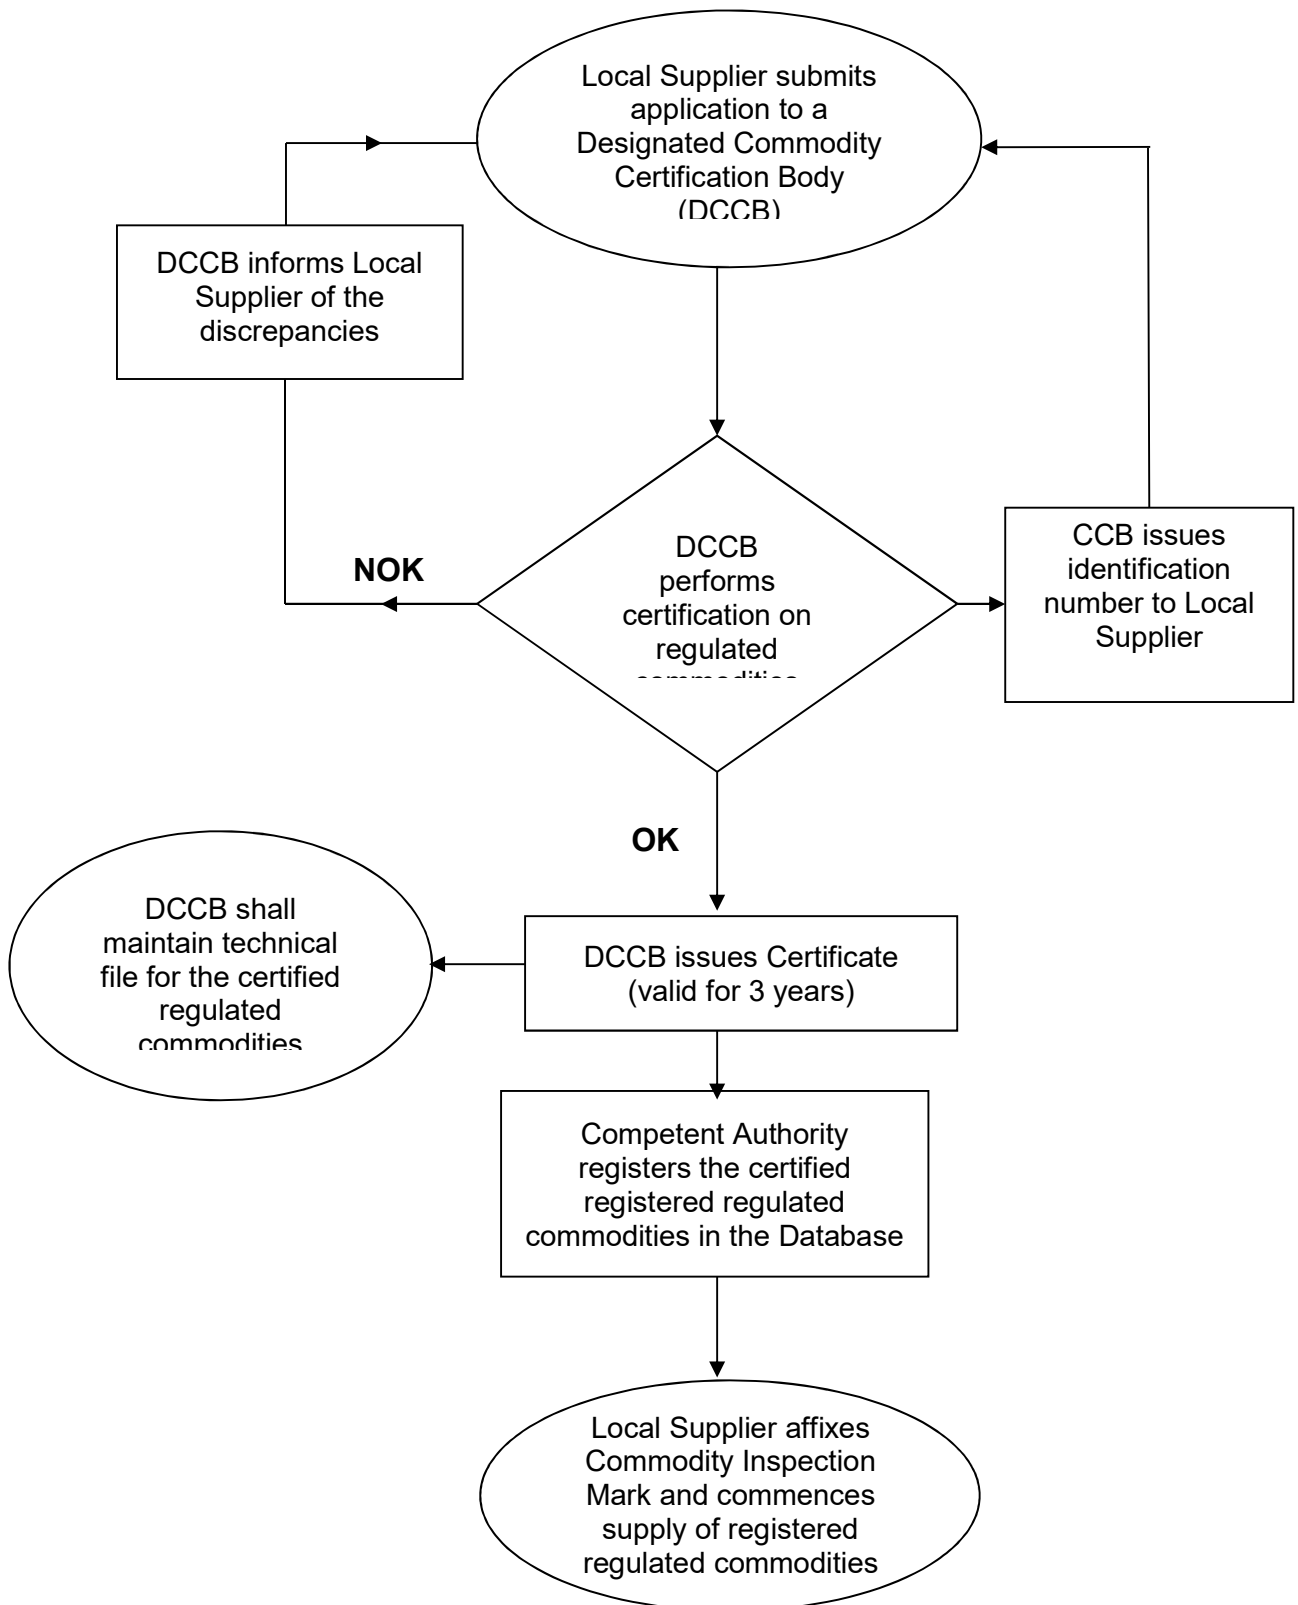 Local Supplier submits
application to a
Designated Commodity
Certification Body
(DCCB)
DCCB informs Local
Supplier of the
discrepancies
NOK
DCCB
performs
certification on
regulated
commodities
CCB issues
identification
number to Local
Supplier
OK
DCCB shall
maintain technical
file for the certified
regulated
commodities
DCCB issues Certificate
(valid for 3 years)
Competent Authority
registers the certified
registered regulated
commodities in the Database
Local Supplier affixes
Commodity Inspection
Mark and commences
supply of registered
regulated commodities